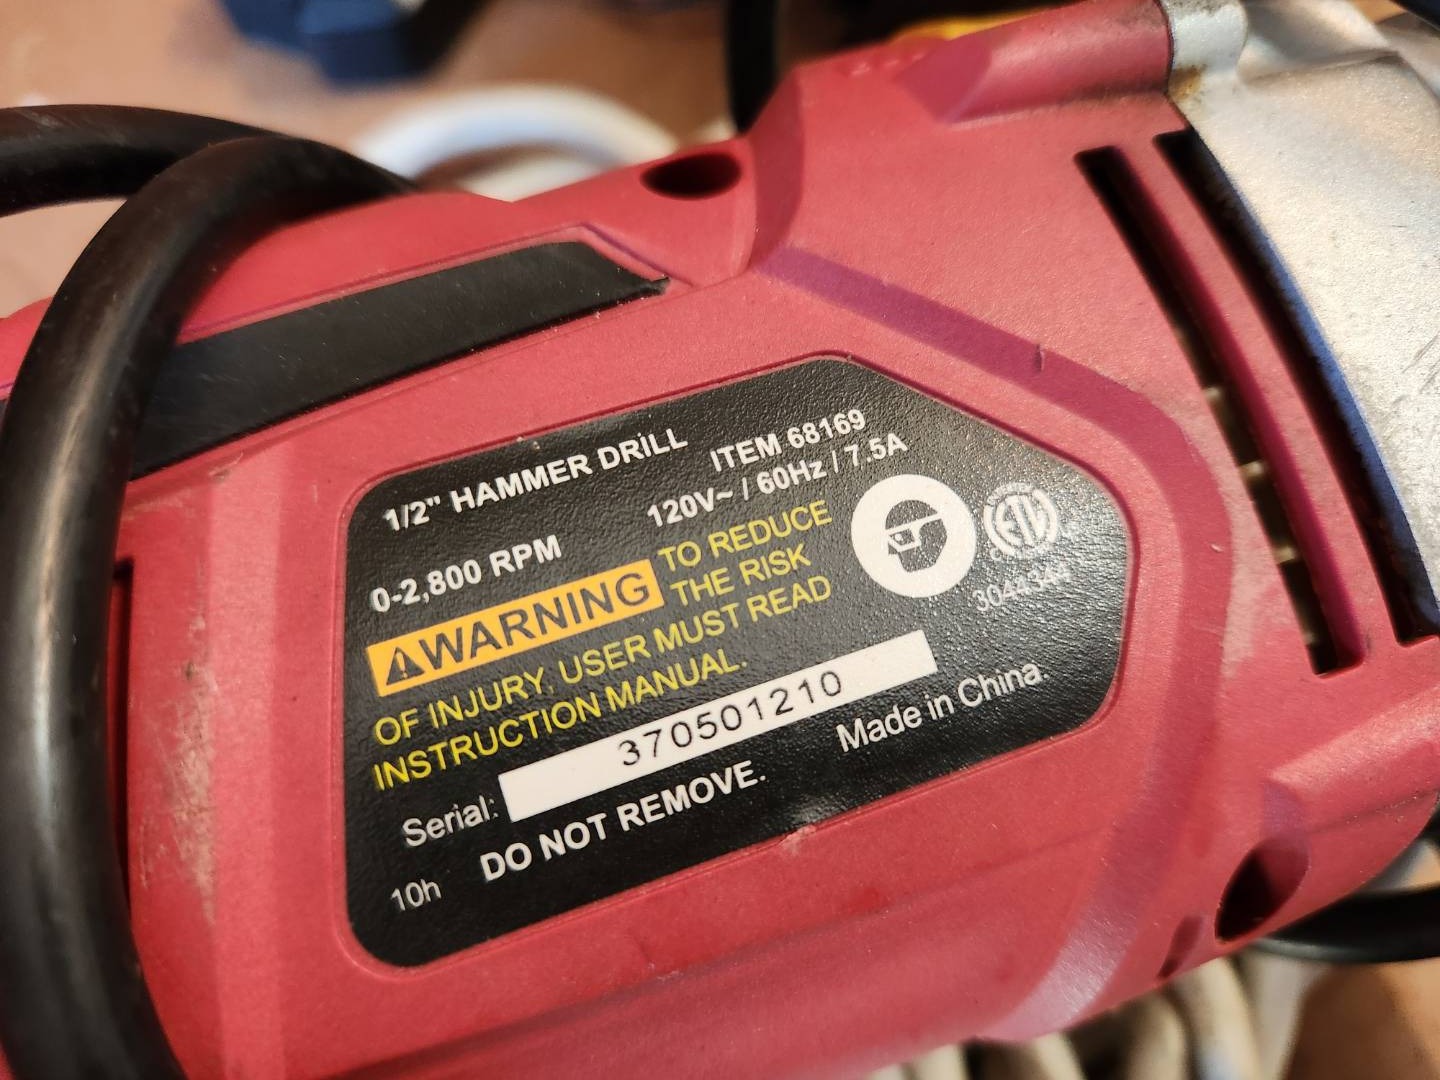 1/2" HAMMER DRILL
ITEM 68169
0-2,800 RPM
120V~ / 60Hz / 7.5A
⚠WARNING TO REDUCE
THE RISK
OF INJURY, USER MUST READ
INSTRUCTION MANUAL.
ETL
3044344
Serial: 370501210
Made in China.
10h
DO NOT REMOVE.